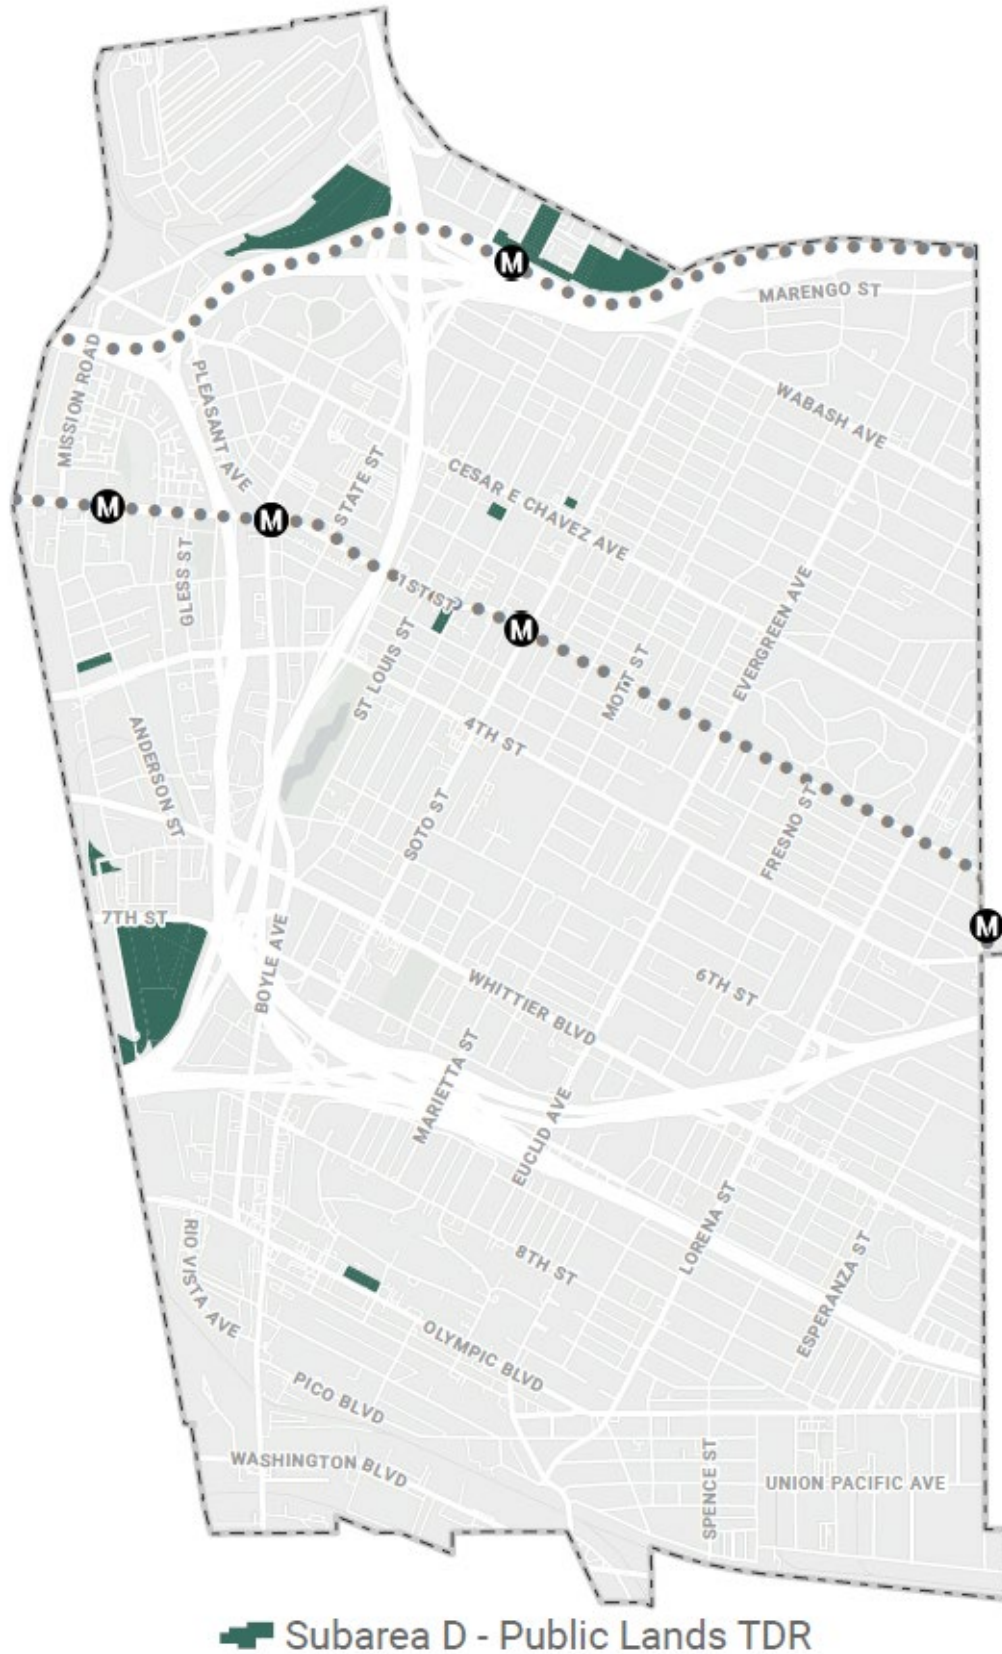 M
MARENGO ST
MISSION ROAD
PLEASANT AVE
WABASH AVE
STATE ST
CESAR E CHAVEZ AVE
M
M
GLESS ST
1ST ST
EVERGREEN AVE
M
ST LOUIS ST
MOTT ST
ANDERSON ST
4TH ST
SOTO ST
FRESNO ST
7TH ST
M
BOYLE AVE
WHITTIER BLVD
6TH ST
MARIETTA ST
EUCLID AVE
LORENA ST
RIO VISTA AVE
8TH ST
ESPERANZA ST
OLYMPIC BLVD
PICO BLVD
WASHINGTON BLVD
SPENCE ST
UNION PACIFIC AVE
Subarea D - Public Lands TDR